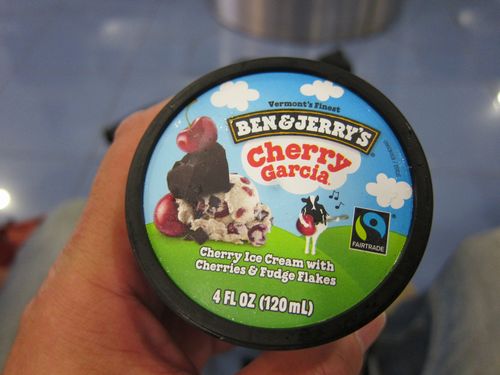 Vermont's Finest
BEN & JERRY'S
Cherry
Garcia
Cherry Ice Cream with
Cherries & Fudge Flakes
4 FL OZ (120 mL)
FAIRTRADE